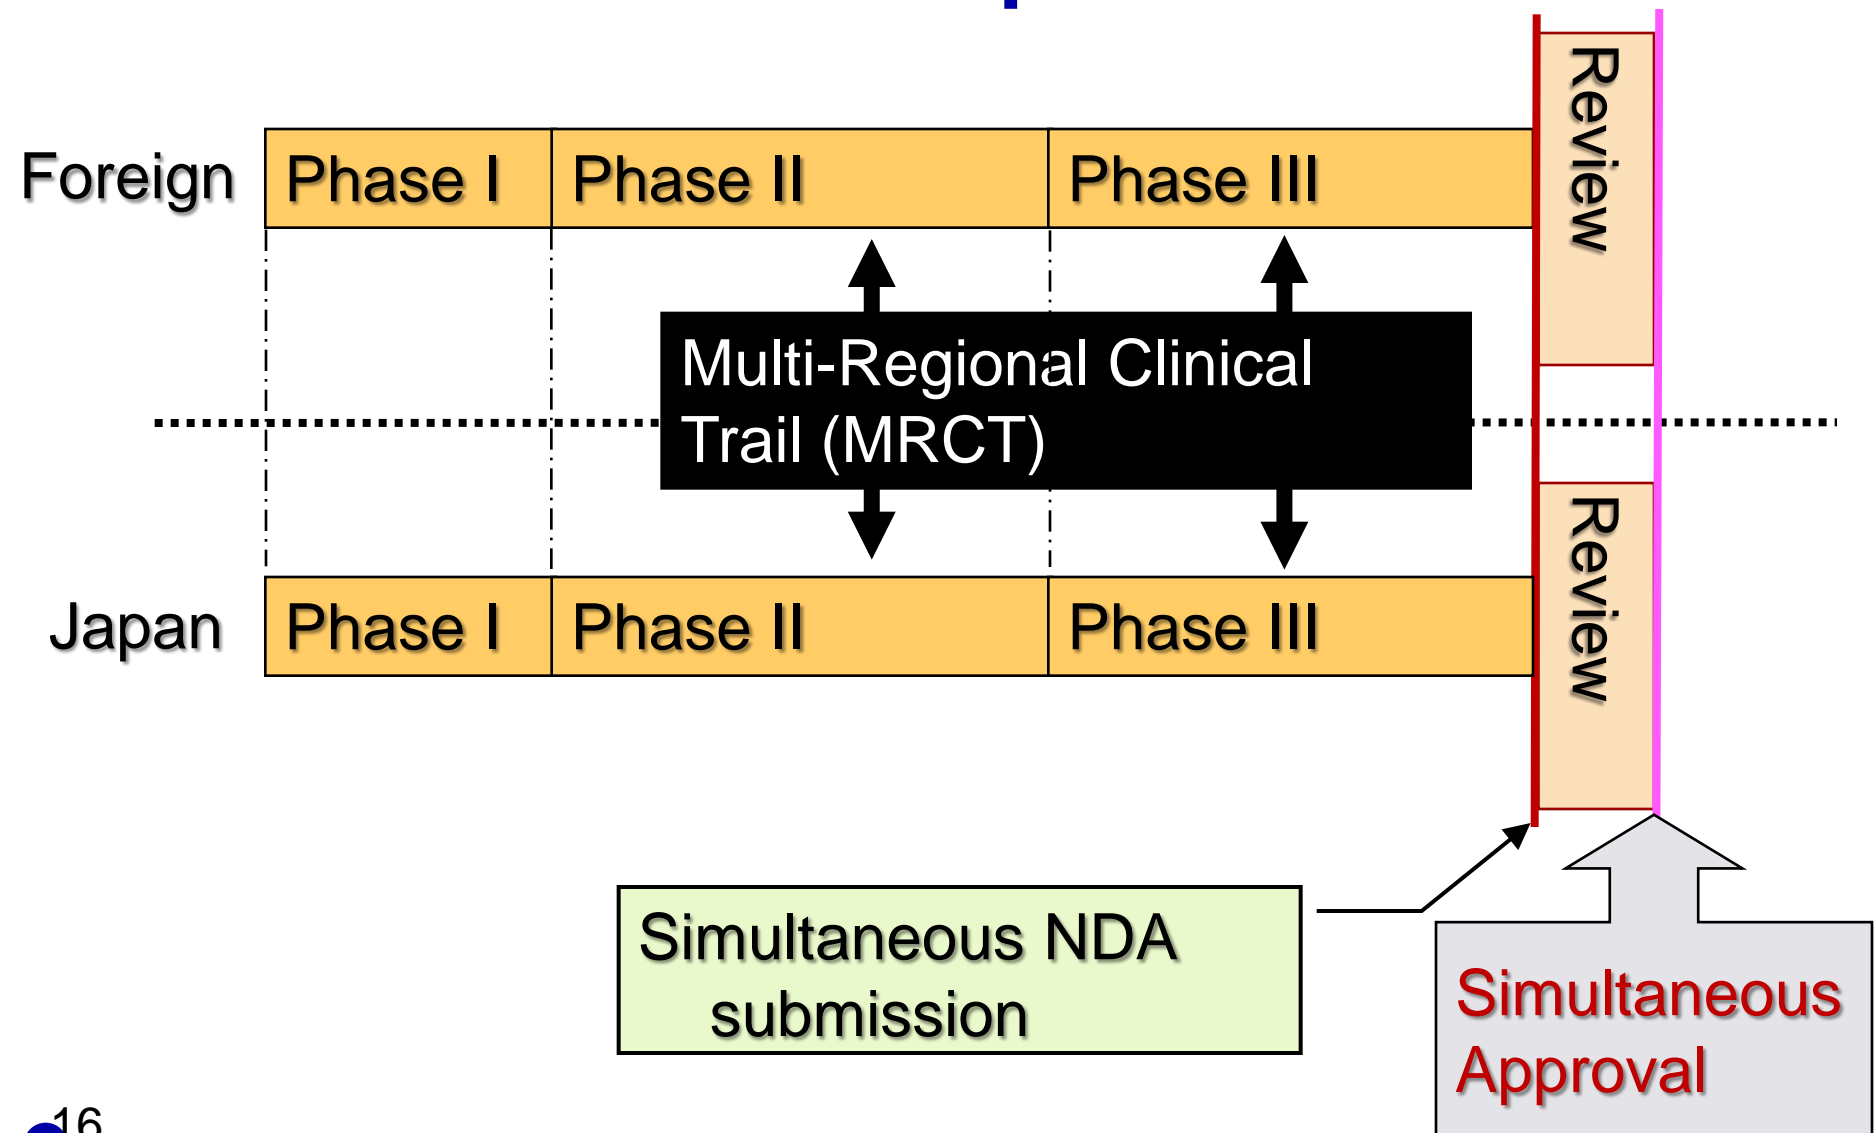 Foreign
Phase I
Phase II
Phase III
Review
Multi-Regional Clinical
Trail (MRCT)
Japan
Phase I
Phase II
Phase III
Review
Simultaneous NDA
submission
Simultaneous
Approval
16